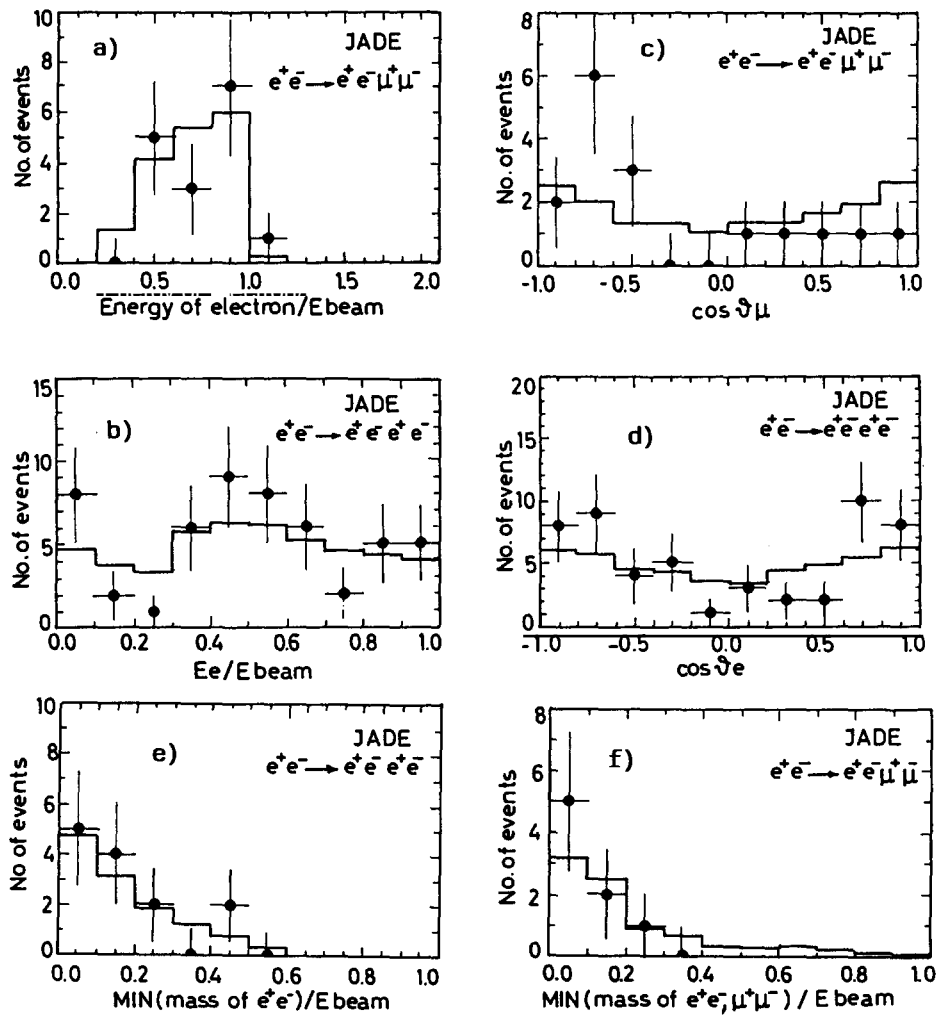 a)
JADE
e⁺e⁻ → e⁺e⁻μ⁺μ⁻
No. of events
10
8
6
4
2
0
0.0 0.5 1.0 1.5 2.0
Energy of electron/Ebeam
c)
JADE
e⁺e⁻ → e⁺e⁻μ⁺μ⁻
No. of events
8
6
4
2
0
-1.0 -0.5 0.0 0.5 1.0
cos ϑ μ
b)
JADE
e⁺e⁻ → e⁺e⁻e⁺e⁻
No. of events
15
10
5
0
0.0 0.2 0.4 0.6 0.8 1.0
Ee/Ebeam
d)
JADE
e⁺e⁻ → e⁺e⁻e⁺e⁻
No. of events
20
15
10
5
0
-1.0 -0.5 0.0 0.5 1.0
cos ϑe
e)
JADE
e⁺e⁻ → e⁺e⁻e⁺e⁻
No of events
10
8
6
4
2
0
0.0 0.2 0.4 0.6 0.8 1.0
MIN(mass of e⁺e⁻)/Ebeam
f)
JADE
e⁺e⁻ → e⁺e⁻μ⁺μ⁻
No. of events
8
6
4
2
0
0.0 0.2 0.4 0.6 0.8 1.0
MIN(mass of e⁺e⁻,μ⁺μ⁻) / Ebeam